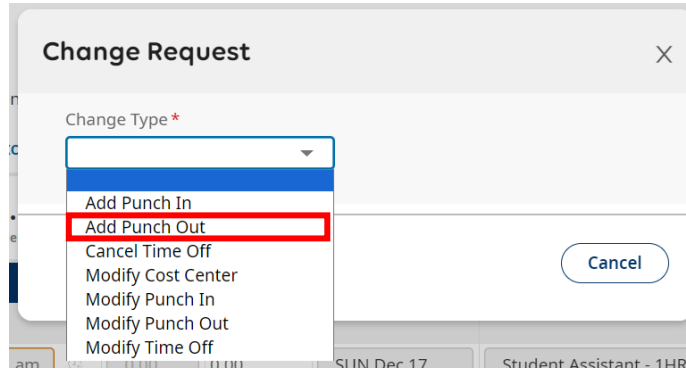 Change Request
X
Change Type *
Add Punch In
Add Punch Out
Cancel Time Off
Modify Cost Center
Modify Punch In
Modify Punch Out
Modify Time Off
Cancel
am 0.00 0.00 SUN Dec 17 Student Assistant - 1HR